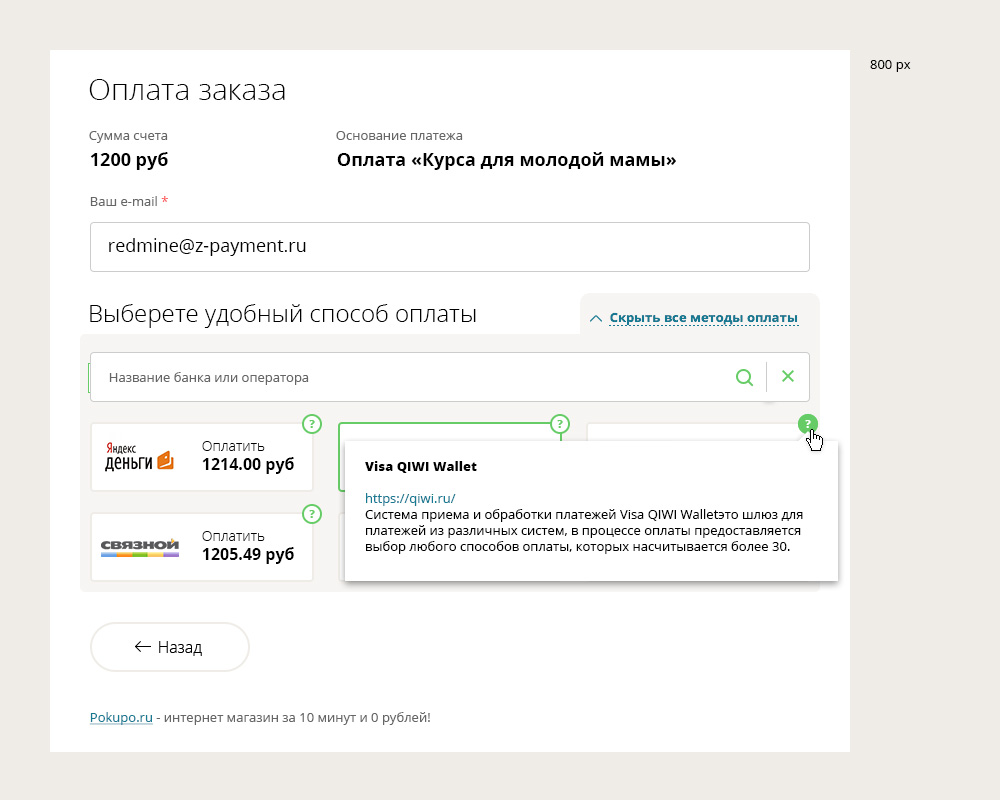 800 px
Оплата заказа
Сумма счета
Основание платежа
1200 руб
Оплата «Курса для молодой мамы»
Ваш e-mail *
redmine@z-payment.ru
Выберете удобный способ оплаты
Скрыть все методы оплаты
Название банка или оператора
?
?
?
Яндекс
деньги
Оплатить
1214.00 руб
Visa QIWI Wallet
https://qiwi.ru/
Система приема и обработки платежей Visa QIWI Walletэто шлюз для
платежей из различных систем, в процессе оплаты предоставляется
выбор любого способов оплаты, которых насчитывается более 30.
?
связной
Оплатить
1205.49 руб
Назад
Pokupo.ru - интернет магазин за 10 минут и 0 рублей!